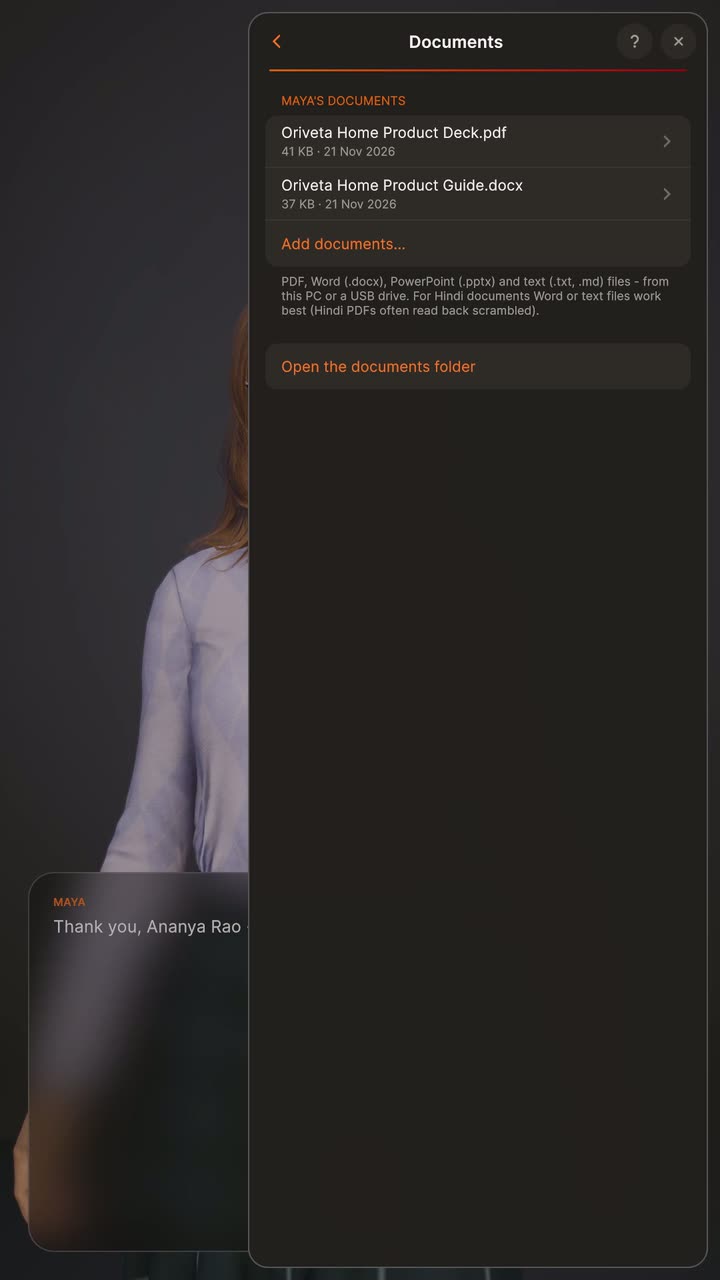 Documents
?
MAYA'S DOCUMENTS
Oriveta Home Product Deck.pdf
41 KB · 21 Nov 2026
Oriveta Home Product Guide.docx
37 KB · 21 Nov 2026
Add documents...
PDF, Word (.docx), PowerPoint (.pptx) and text (.txt, .md) files - from
this PC or a USB drive. For Hindi documents Word or text files work
best (Hindi PDFs often read back scrambled).
Open the documents folder
MAYA
Thank you, Ananya Rao